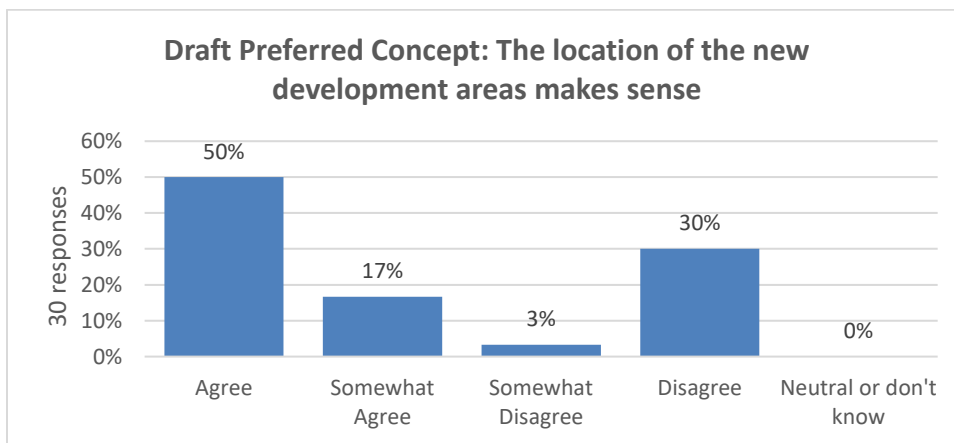 Draft Preferred Concept: The location of the new
development areas makes sense
30 responses
60%
50%
40%
30%
20%
10%
0%
50%
17%
3%
30%
0%
Agree
Somewhat
Agree
Somewhat
Disagree
Disagree
Neutral or don't
know